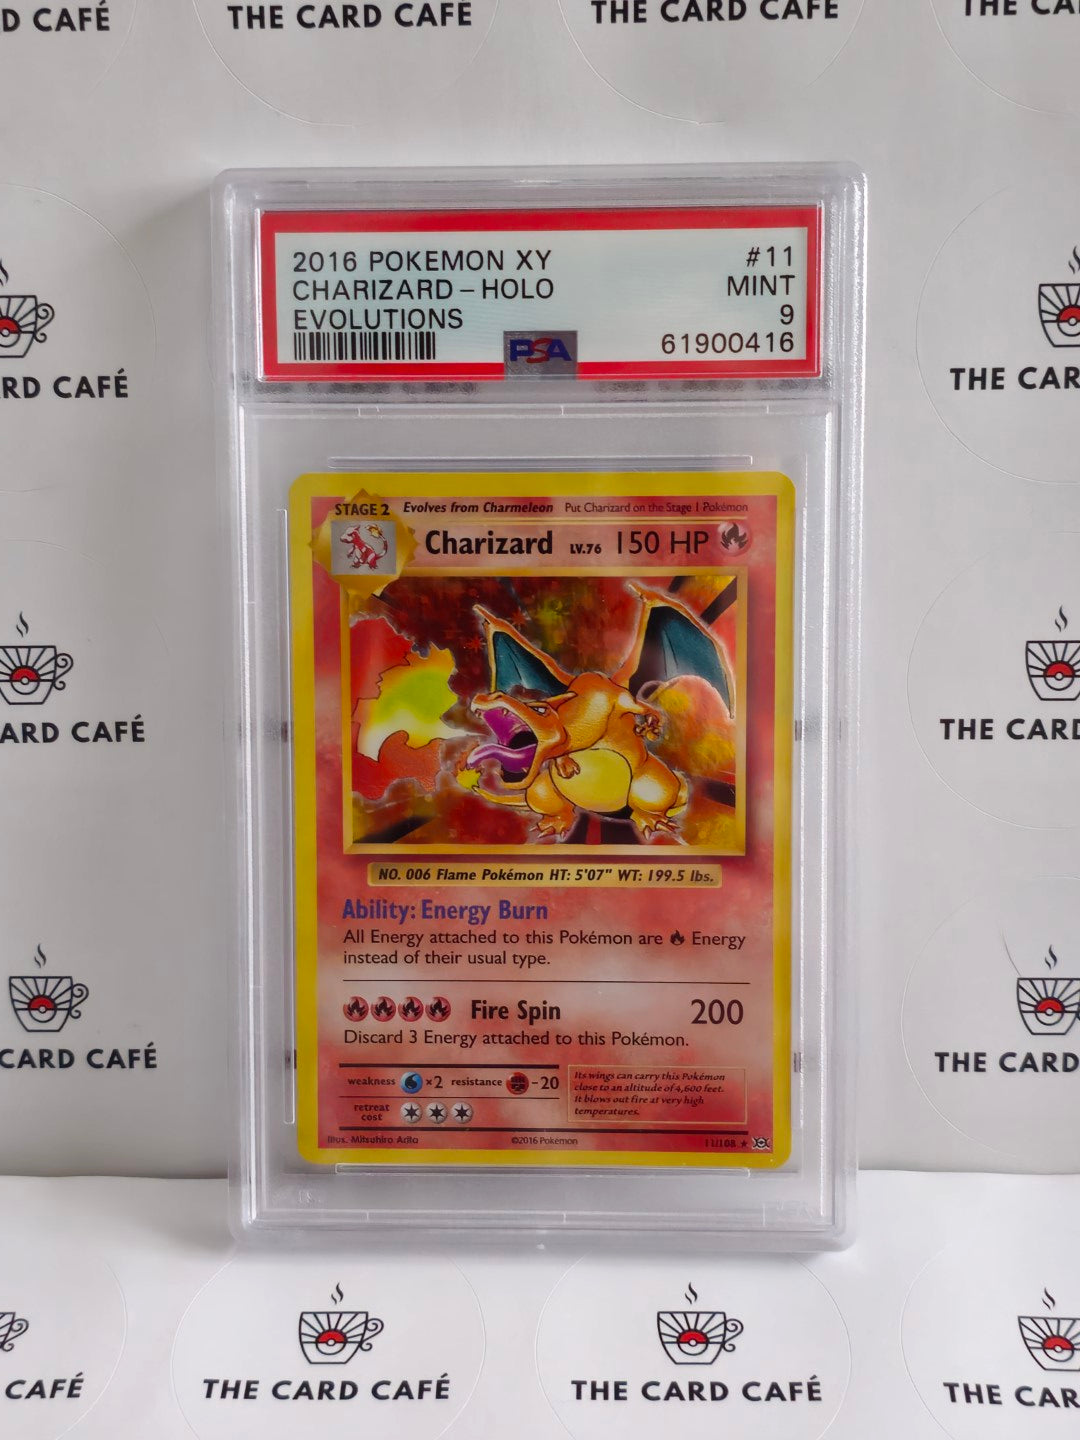 D CAFÉ
THE CARD CAFÉ
THE CARD CAFÉ
THE CA
2016 POKEMON XY
CHARIZARD – HOLO
EVOLUTIONS
#11
MINT
9
61900416
PSA
RD CAFÉ
THE CAR
STAGE 2
Evolves from Charmeleon
Put Charizard on the Stage 1 Pokémon
Charizard LV.76 150 HP
ARD CAFÉ
THE CARD
NO. 006 Flame Pokémon HT: 5'07" WT: 199.5 lbs.
Ability: Energy Burn
All Energy attached to this Pokémon are Energy
instead of their usual type.
Fire Spin 200
Discard 3 Energy attached to this Pokémon.
CARD CAFÉ
THE CARD
weakness ×2 resistance -20
retreat
cost
Its wings can carry this Pokémon
close to an altitude of 4,600 feet.
It blows out fire at very high
temperatures.
Illus. Mitsuhiro Arita
©2016 Pokémon
11/108 ★
CAFÉ
THE CARD CAFÉ
THE CARD CAFÉ
THE CAR